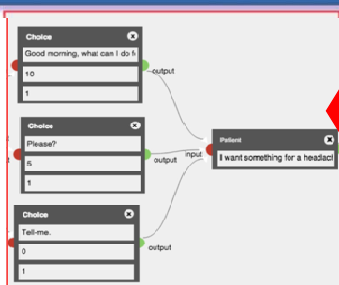 Choice
Good morning, what can I do f
10
1
output
Choice
Please?
5
1
output
Choice
Tell-me.
0
1
output
Patient
input
I want something for a headach